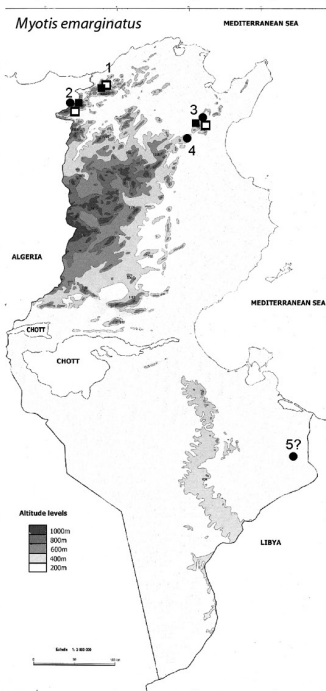 Myotis emarginatus
MEDITERRANEAN SEA
1
2
3
4
ALGERIA
MEDITERRANEAN SEA
CHOTT
CHOTT
5?
Altitude levels
1000m
800m
600m
400m
200m
LIBYA